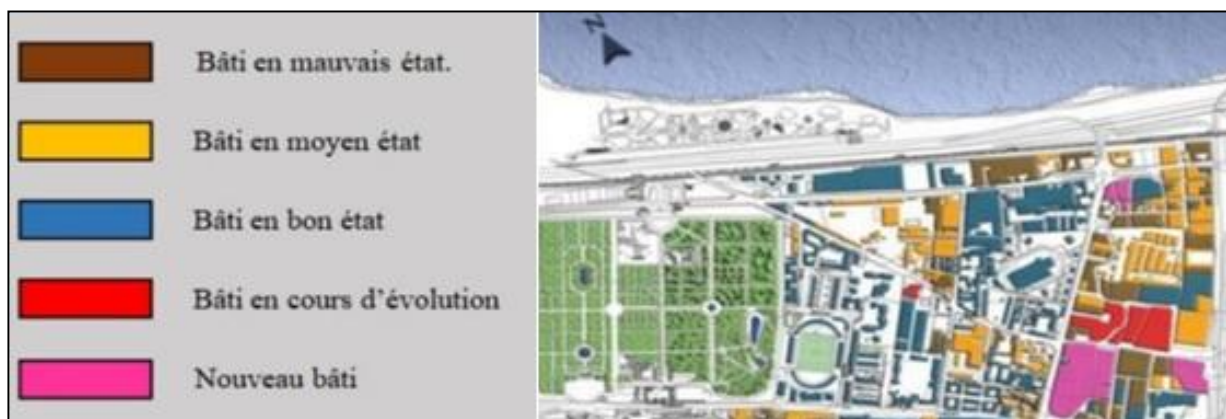 Bâti en mauvais état.
Bâti en moyen état
Bâti en bon état
Bâti en cours d’évolution
Nouveau bâti
N